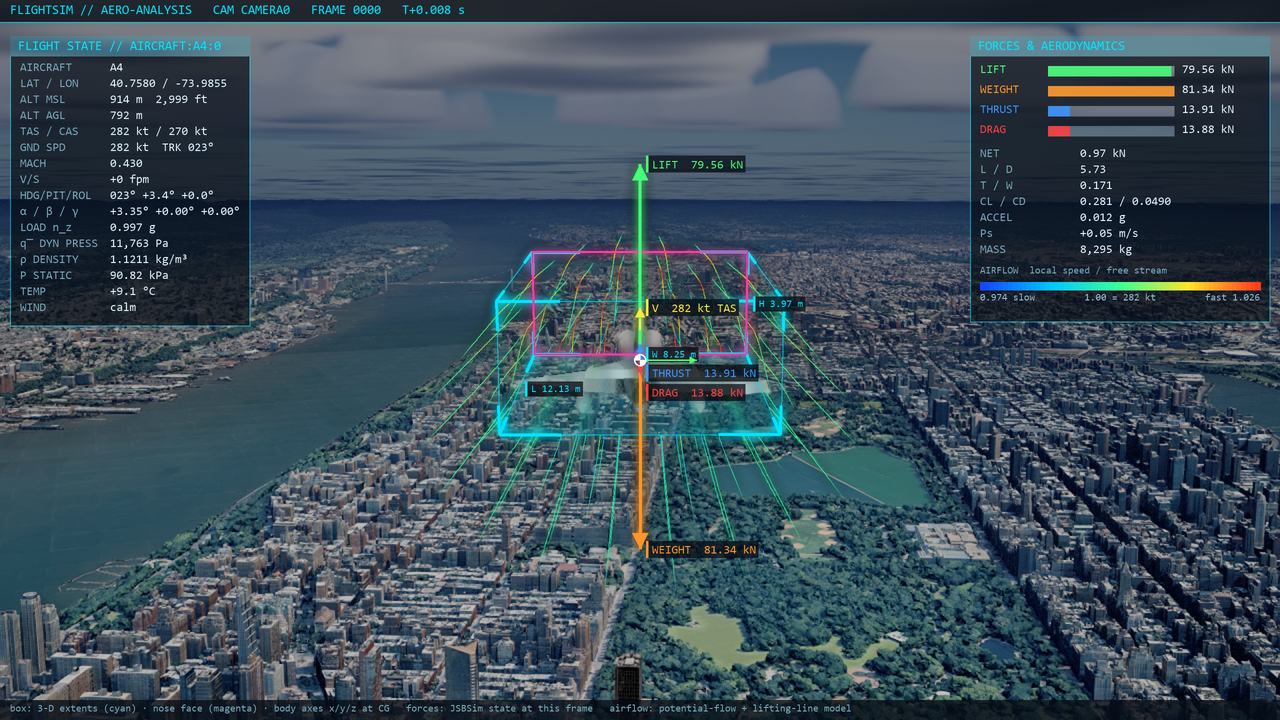 FLIGHTSIM // AERO-ANALYSIS CAM CAMERA0 FRAME 0000 T+0.008 s
FLIGHT STATE // AIRCRAFT:A4:0
AIRCRAFT A4
LAT / LON 40.7580 / -73.9855
ALT MSL 914 m 2,999 ft
ALT AGL 792 m
TAS / CAS 282 kt / 270 kt
GND SPD 282 kt TRK 023°
MACH 0.430
V/S +0 fpm
HDG/PIT/ROL 023° +3.4° +0.0°
α / β / γ +3.35° +0.00° +0.00°
LOAD n_z 0.997 g
q̅ DYN PRESS 11,763 Pa
ρ DENSITY 1.1211 kg/m³
P STATIC 90.82 kPa
TEMP +9.1 °C
WIND calm
FORCES & AERODYNAMICS
LIFT 79.56 kN
WEIGHT 81.34 kN
THRUST 13.91 kN
DRAG 13.88 kN
NET 0.97 kN
L / D 5.73
T / W 0.171
CL / CD 0.281 / 0.0490
ACCEL 0.012 g
Ps +0.05 m/s
MASS 8,295 kg
AIRFLOW local speed / free stream
0.974 slow 1.00 = 282 kt fast 1.026
LIFT 79.56 kN
H 3.97 m
V 282 kt TAS
W 8.25 m
THRUST 13.91 kN
L 12.13 m
DRAG 13.88 kN
WEIGHT 81.34 kN
box: 3-D extents (cyan) · nose face (magenta) · body axes x/y/z at CG forces: JSBSim state at this frame airflow: potential-flow + lifting-line model